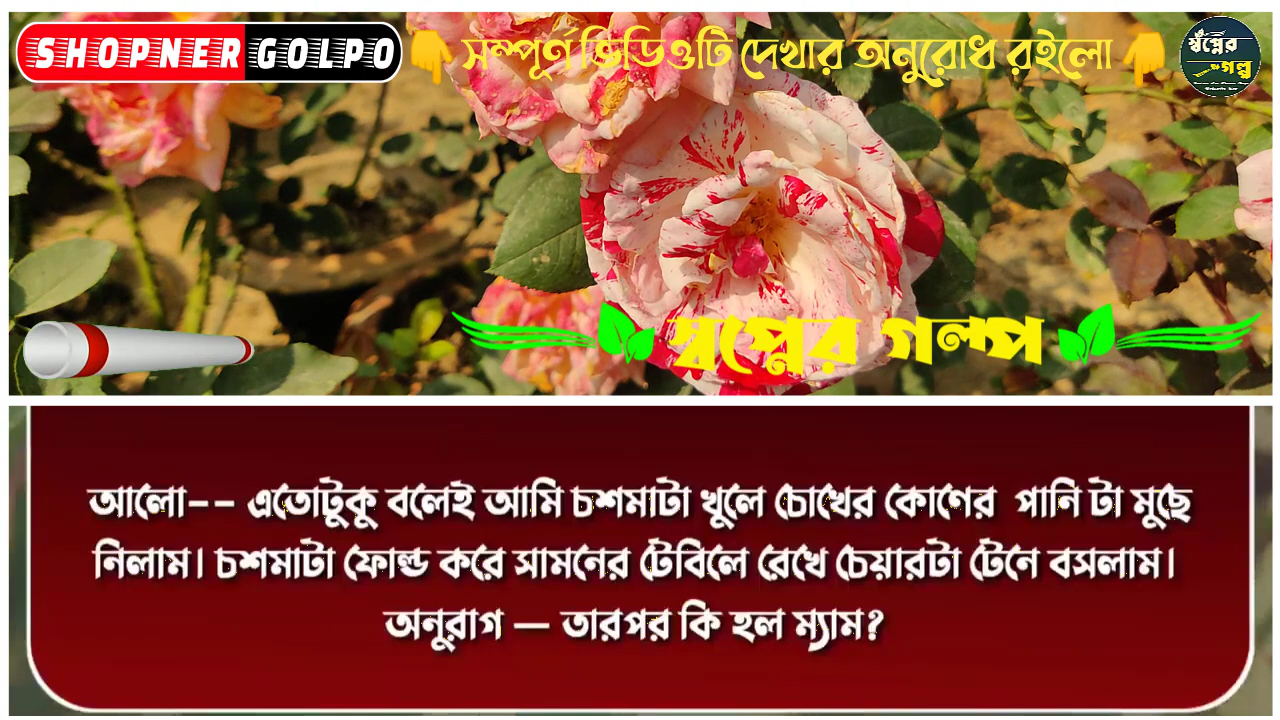 SHOPNER GOLPO
সম্পূর্ণ ভিডিওটি দেখার অনুরোধ রইলো
স্বপ্নের
গল্প
স্বপ্নের গল্প
আলো-- এতোটুকু বলেই আমি চশমাটা খুলে চোখের কোণের পানি টা মুছে
নিলাম। চশমাটা ফোল্ড করে সামনের টেবিলে রেখে চেয়ারটা টেনে বসলাম।
অনুরাগ — তারপর কি হল ম্যাম?